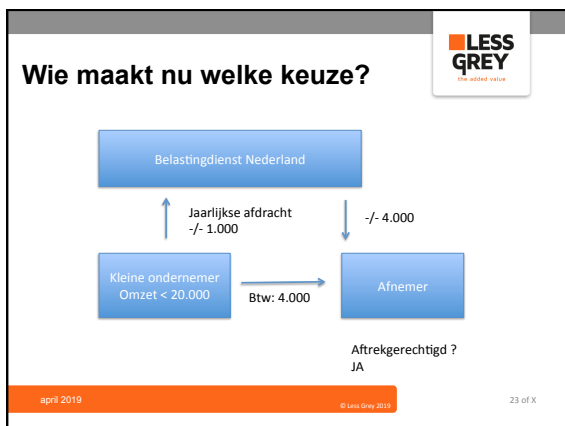 LESS
GREY
the added value
Wie maakt nu welke keuze?
Belastingdienst Nederland
Jaarlijkse afdracht
-/- 1.000
-/- 4.000
Kleine ondernemer
Omzet < 20.000
Btw: 4.000
Afnemer
Aftrekgerechtigd ?
JA
april 2019
© Less Grey 2019
23 of X